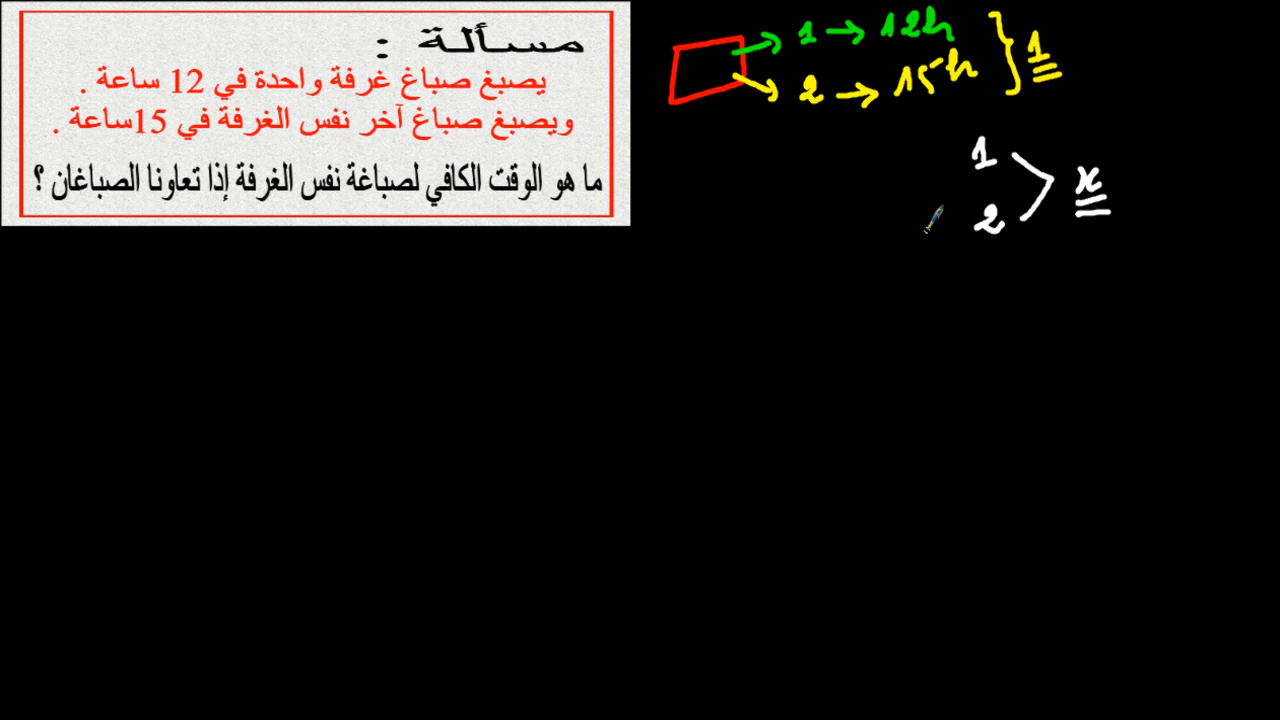 مسألة :
يصبغ صباغ غرفة واحدة في 12 ساعة .
ويصبغ صباغ آخر نفس الغرفة في 15ساعة .
ما هو الوقت الكافي لصباغة نفس الغرفة إذا تعاونا الصباغان ؟
1 → 12h
2 → 15h
} 1
1
2
x